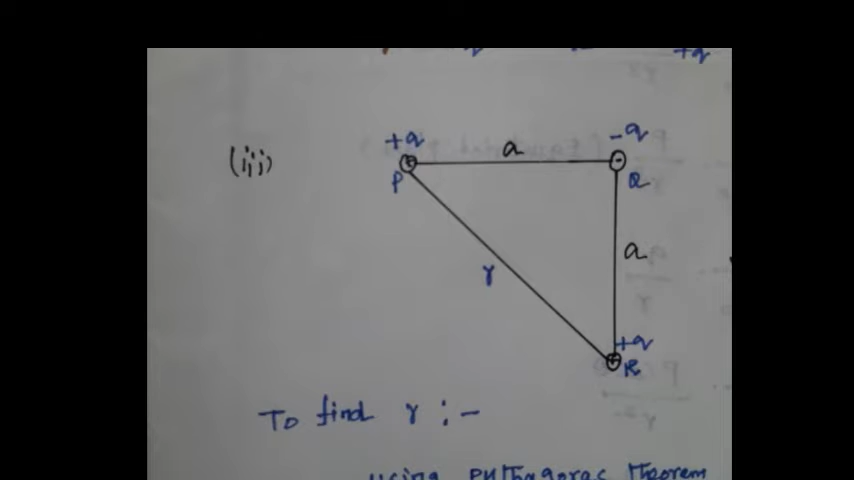 +q
(iii)
+q
a
-q
P
Q
a
r
+q
R
To find r :-
using pythagoras theorem